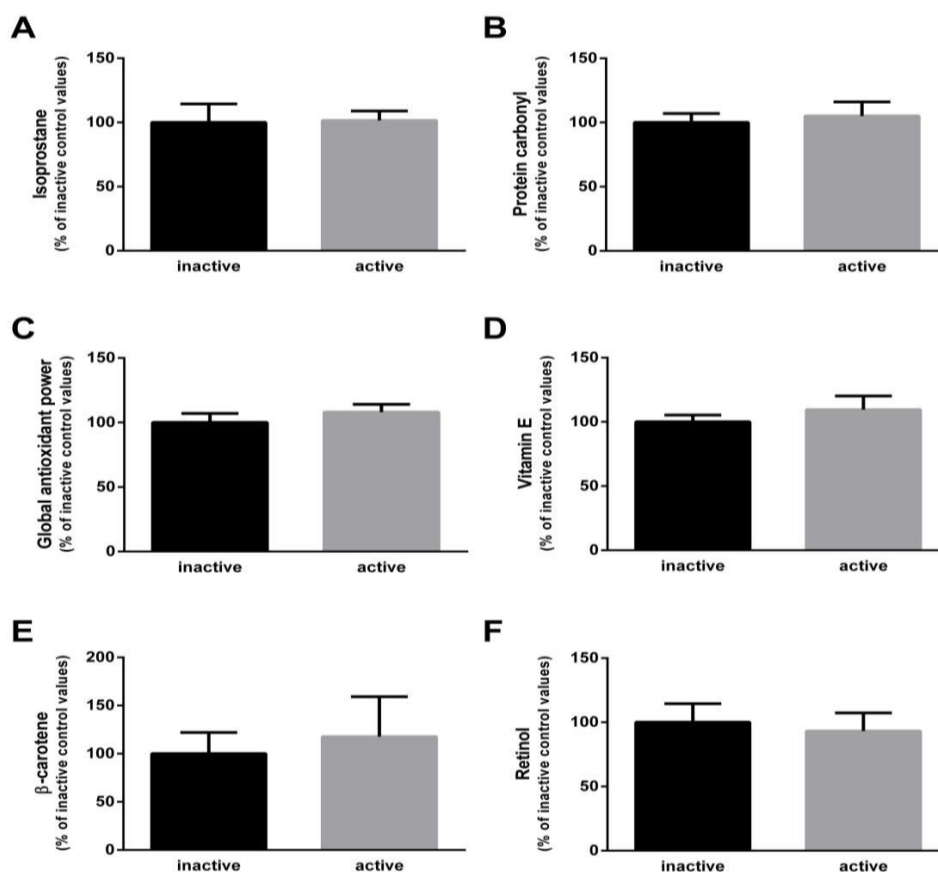 A
Isoprostane
(% of inactive control values)
150
100
50
0
inactive active
B
Protein carbonyl
(% of inactive control values)
150
100
50
0
inactive active
C
Global antioxidant power
(% of inactive control values)
150
100
50
0
inactive active
D
Vitamin E
(% of inactive control values)
150
100
50
0
inactive active
E
β-carotene
(% of inactive control values)
200
150
100
50
0
inactive active
F
Retinol
(% of inactive control values)
150
100
50
0
inactive active